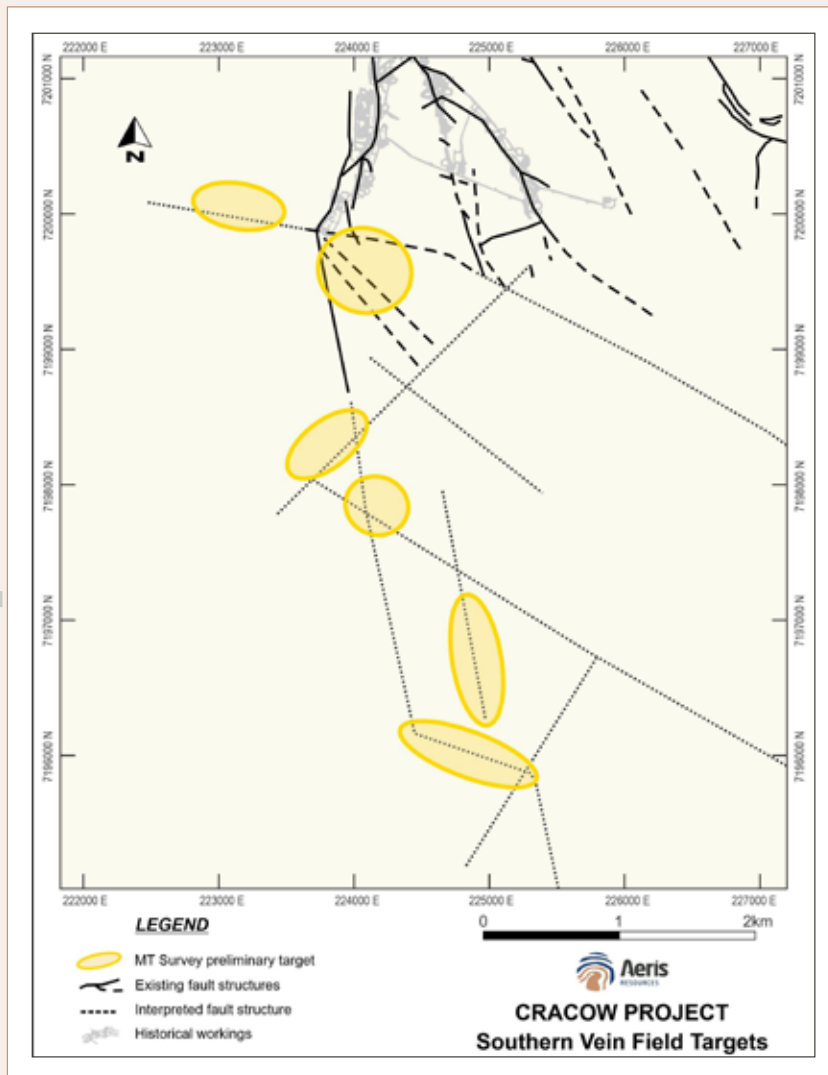 222000 E 223000 E 224000 E 225000 E 226000 E 227000 E
7201000 N 7201000 N
N
7200000 N 7200000 N
7199000 N 7199000 N
7198000 N 7198000 N
7197000 N 7197000 N
7196000 N 7196000 N
222000 E 223000 E 224000 E 225000 E 226000 E 227000 E
LEGEND
MT Survey preliminary target
Existing fault structures
Interpreted fault structure
Historical workings
0 1 2km
Aeris
RESOURCES
CRACOW PROJECT
Southern Vein Field Targets